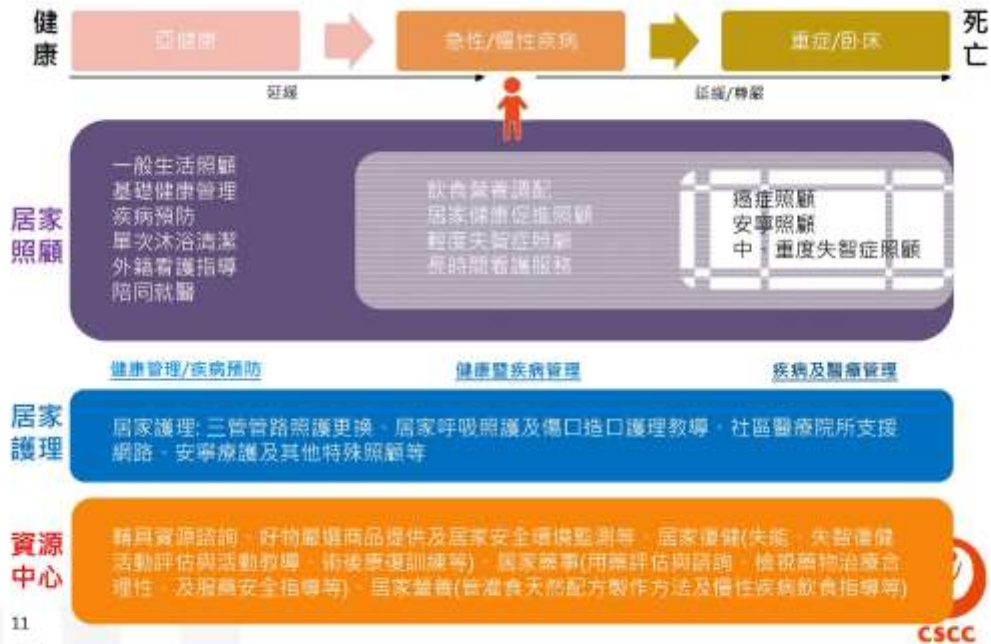 健康
亞健康
急性/慢性疾病
重症/卧床
死亡
延緩
延緩/尊嚴
居家照顧
一般生活照顧
基礎健康管理
疾病預防
單次沐浴清潔
外籍看護指導
陪同就醫
飲食營養調配
居家健康促進照顧
輕度失智症照顧
長時間看護服務
癌症照顧
安寧照顧
中、重度失智症照顧
健康管理/疾病預防
健康暨疾病管理
疾病及醫療管理
居家護理
居家護理: 三管管路照護更換、居家呼吸照護及傷口造口護理教導、社區醫療院所支援
網路、安寧療護及其他特殊照顧等
資源中心
輔具資源諮詢、好物嚴選商品提供及居家安全環境監測等、居家復健(失能、失智復健
活動評估與活動教導、術後康復訓練等)、居家藥事(用藥評估與諮詢、檢視藥物治療合
理性、及服藥安全指導等)、居家營養(管灌食天然配方製作方法及慢性疾病飲食指導等)
11
CSCC